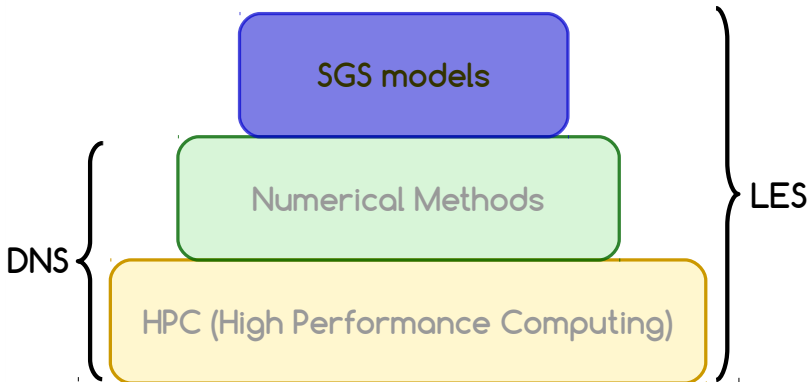 SGS models
Numerical Methods
LES
DNS
HPC (High Performance Computing)